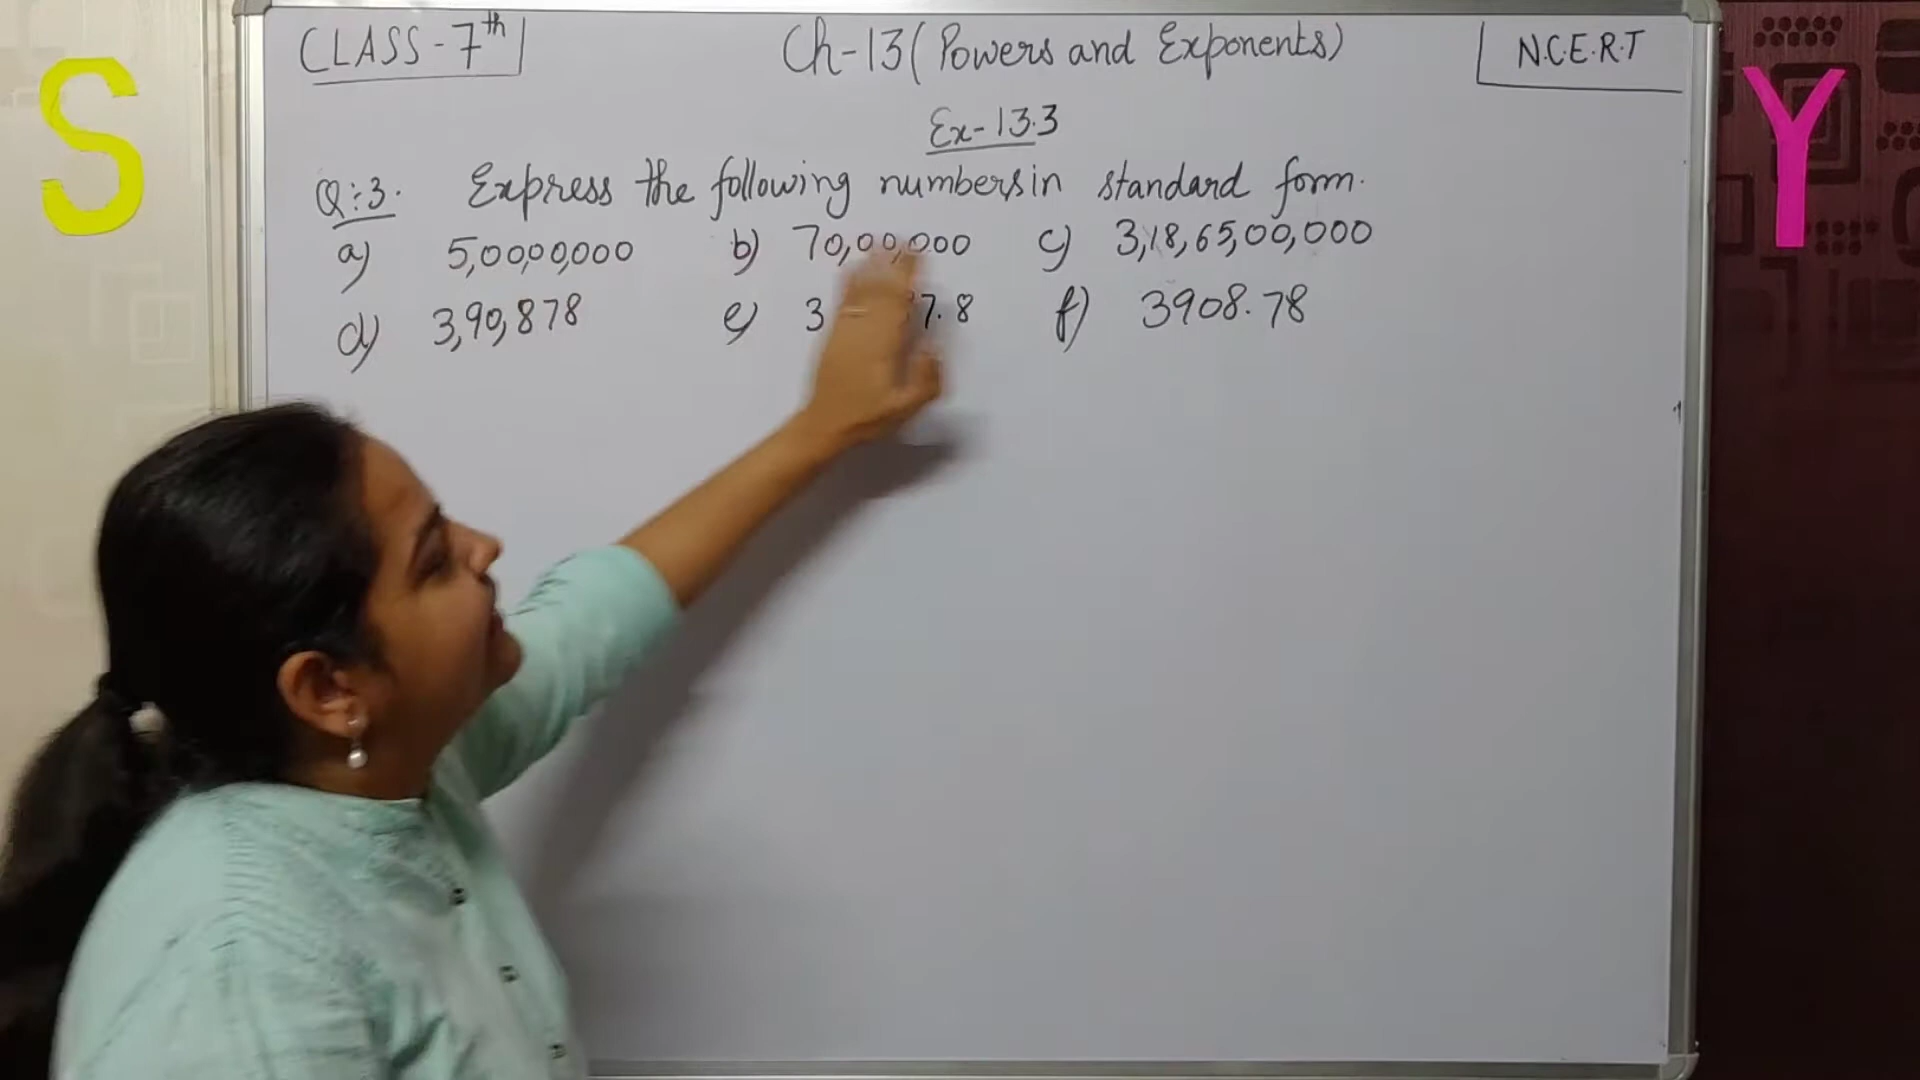 S
Y
CLASS-7th
Ch-13 (Powers and Exponents)
N.C.E.R.T
Ex-13.3
Q:3. Express the following numbers in standard form.
a) 5,00,00,000 b) 70,00,000 c) 3,18,65,00,000
d) 3,90,878 e) 3 7.8 f) 3908.78